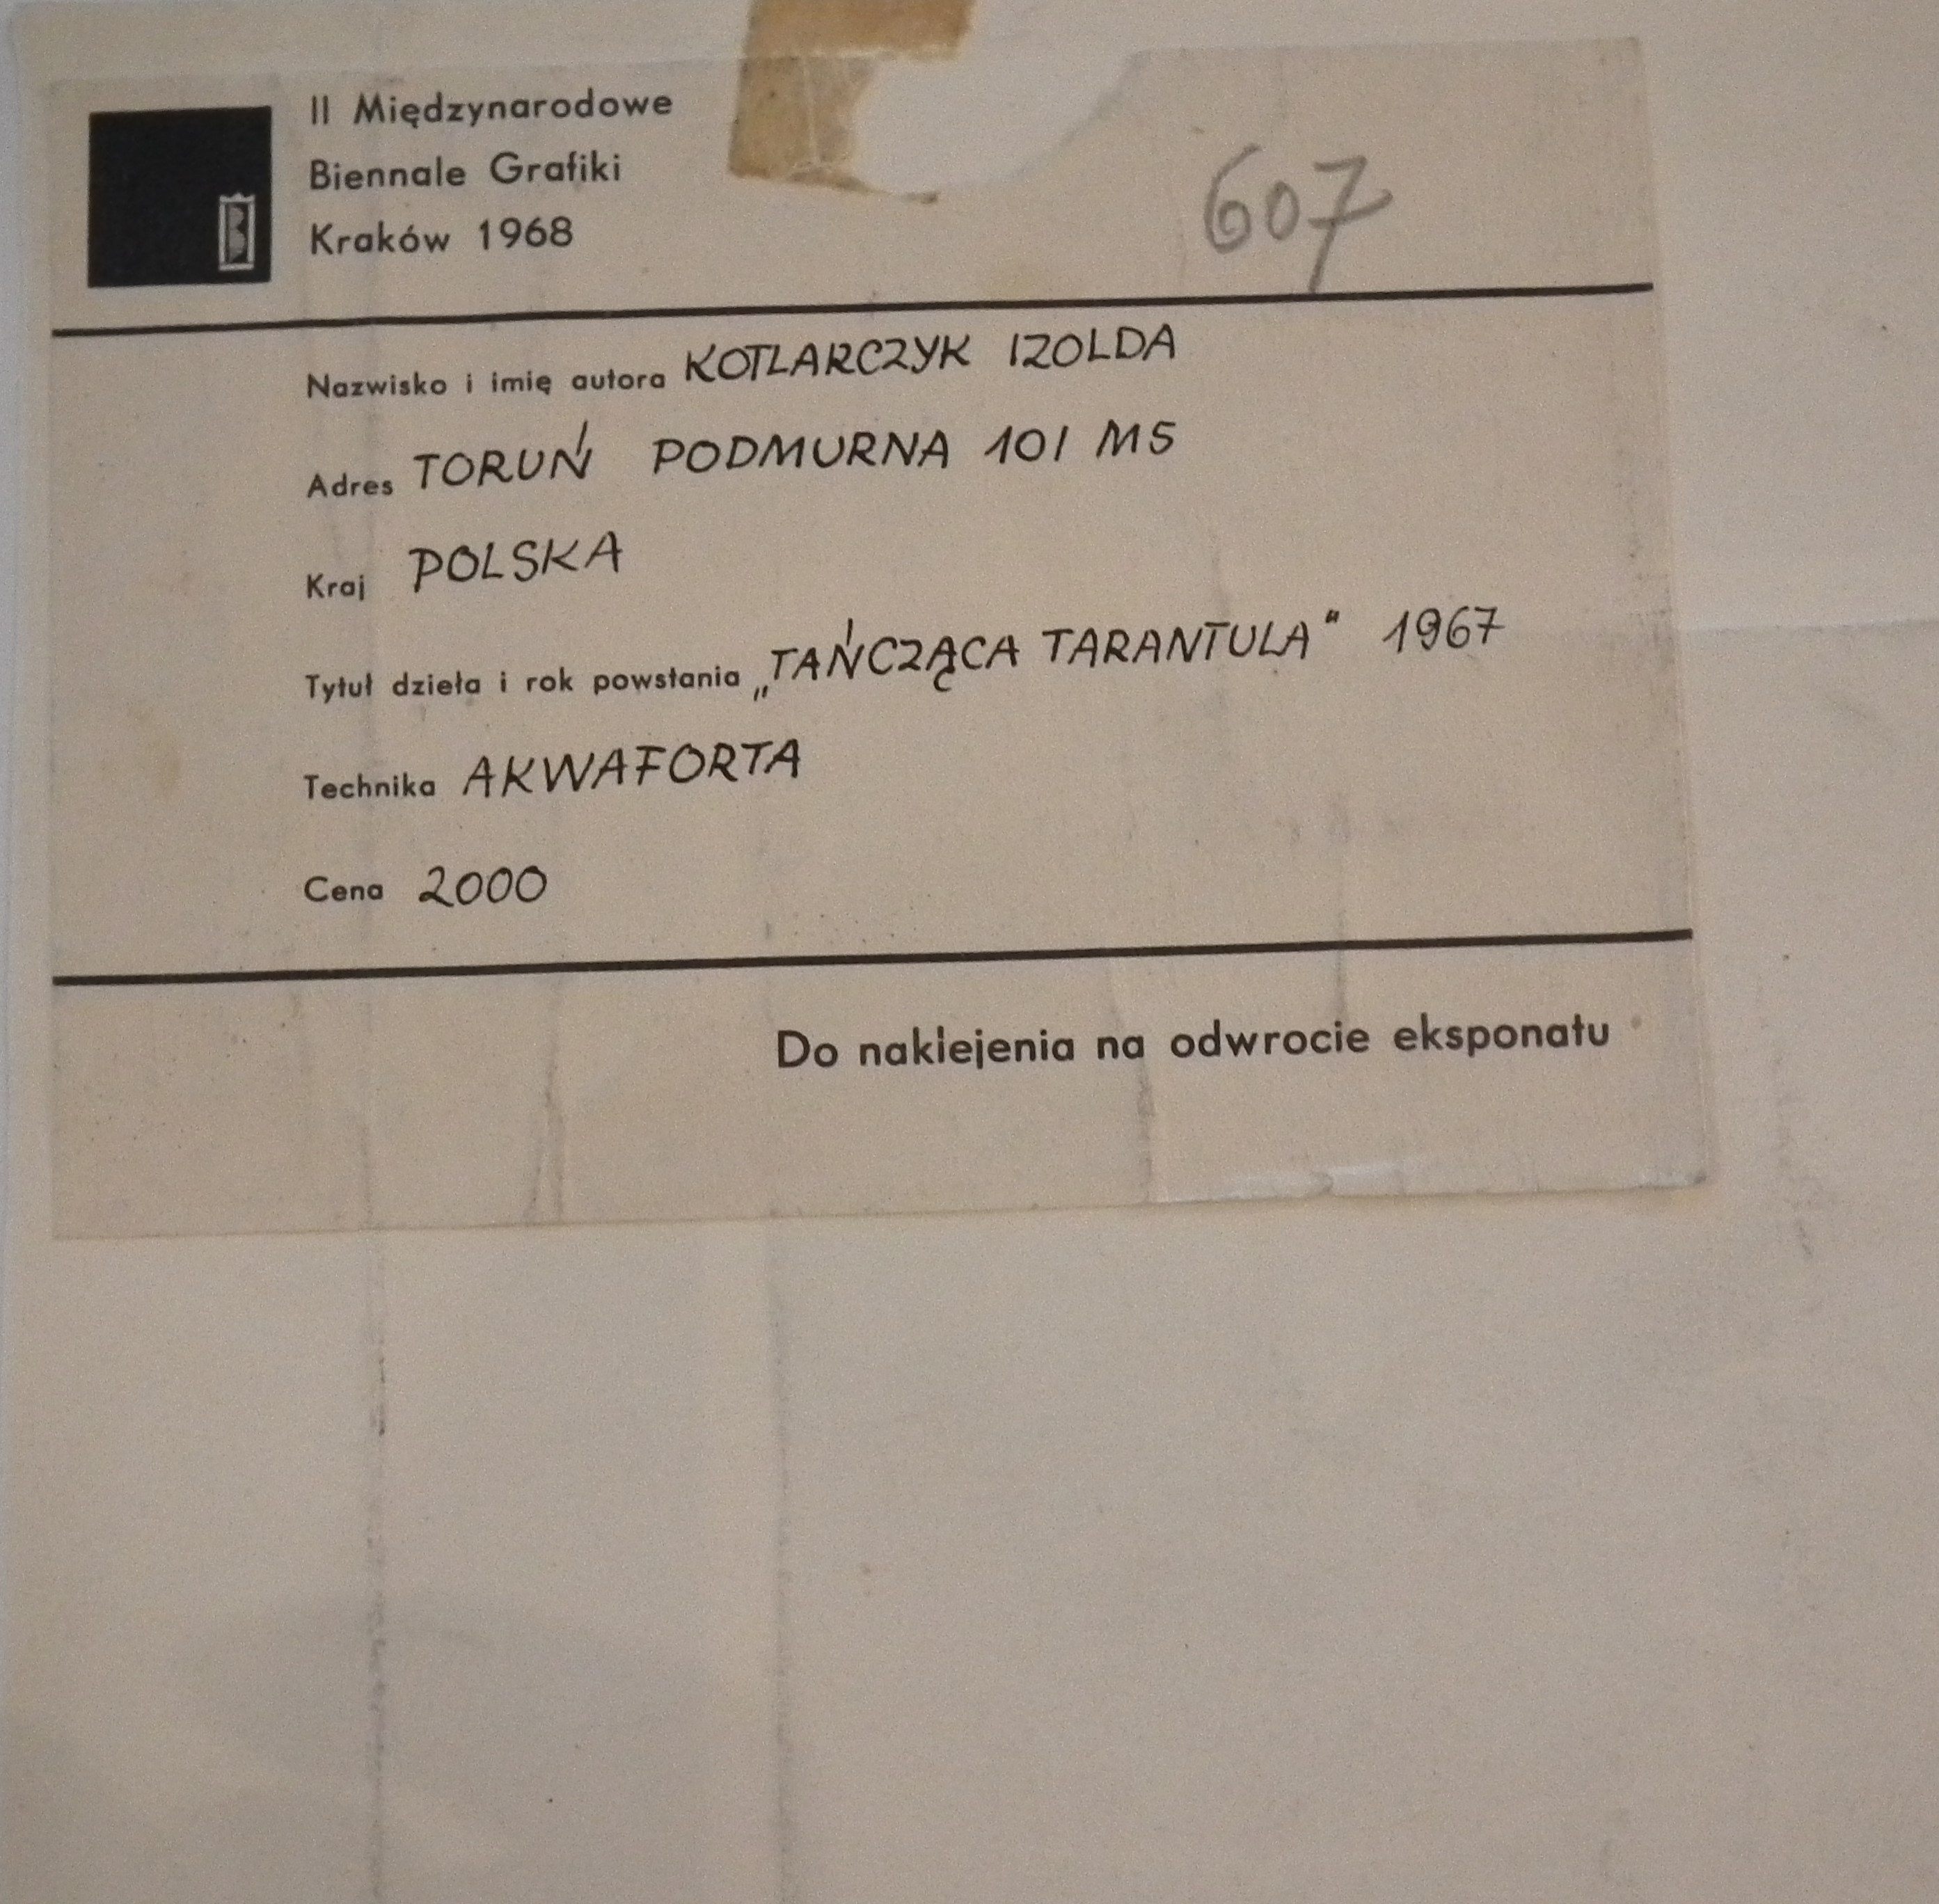 II Międzynarodowe
Biennale Grafiki
Kraków 1968
607
Nazwisko i imię autora KOTLARCZYK IZOLDA
Adres TORUŃ PODMURNA 101 M5
Kraj POLSKA
Tytuł dzieła i rok powstania „TAŃCZĄCA TARANTULA" 1967
Technika AKWAFORTA
Cena 2000
Do naklejenia na odwrocie eksponatu